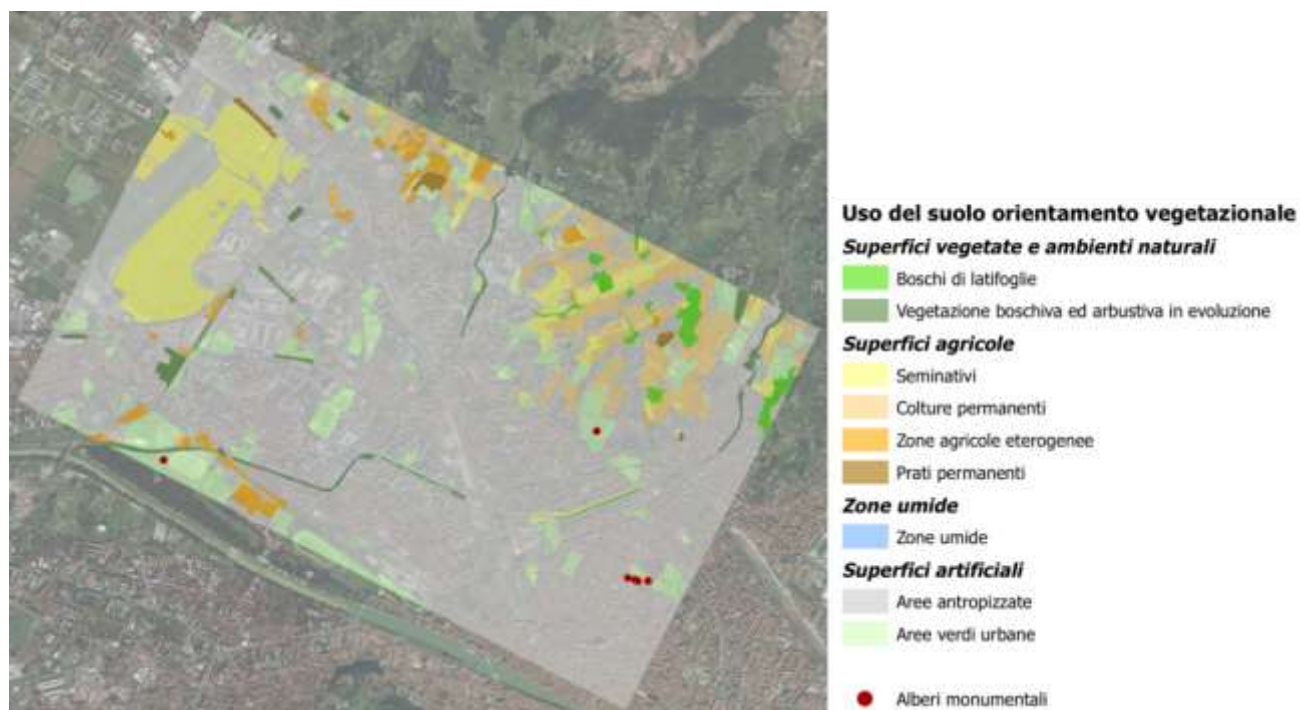 Uso del suolo orientamento vegetazionale
Superfici vegetate e ambienti naturali
Boschi di latifoglie
Vegetazione boschiva ed arbustiva in evoluzione
Superfici agricole
Seminativi
Colture permanenti
Zone agricole eterogenee
Prati permanenti
Zone umide
Zone umide
Superfici artificiali
Aree antropizzate
Aree verdi urbane
Alberi monumentali